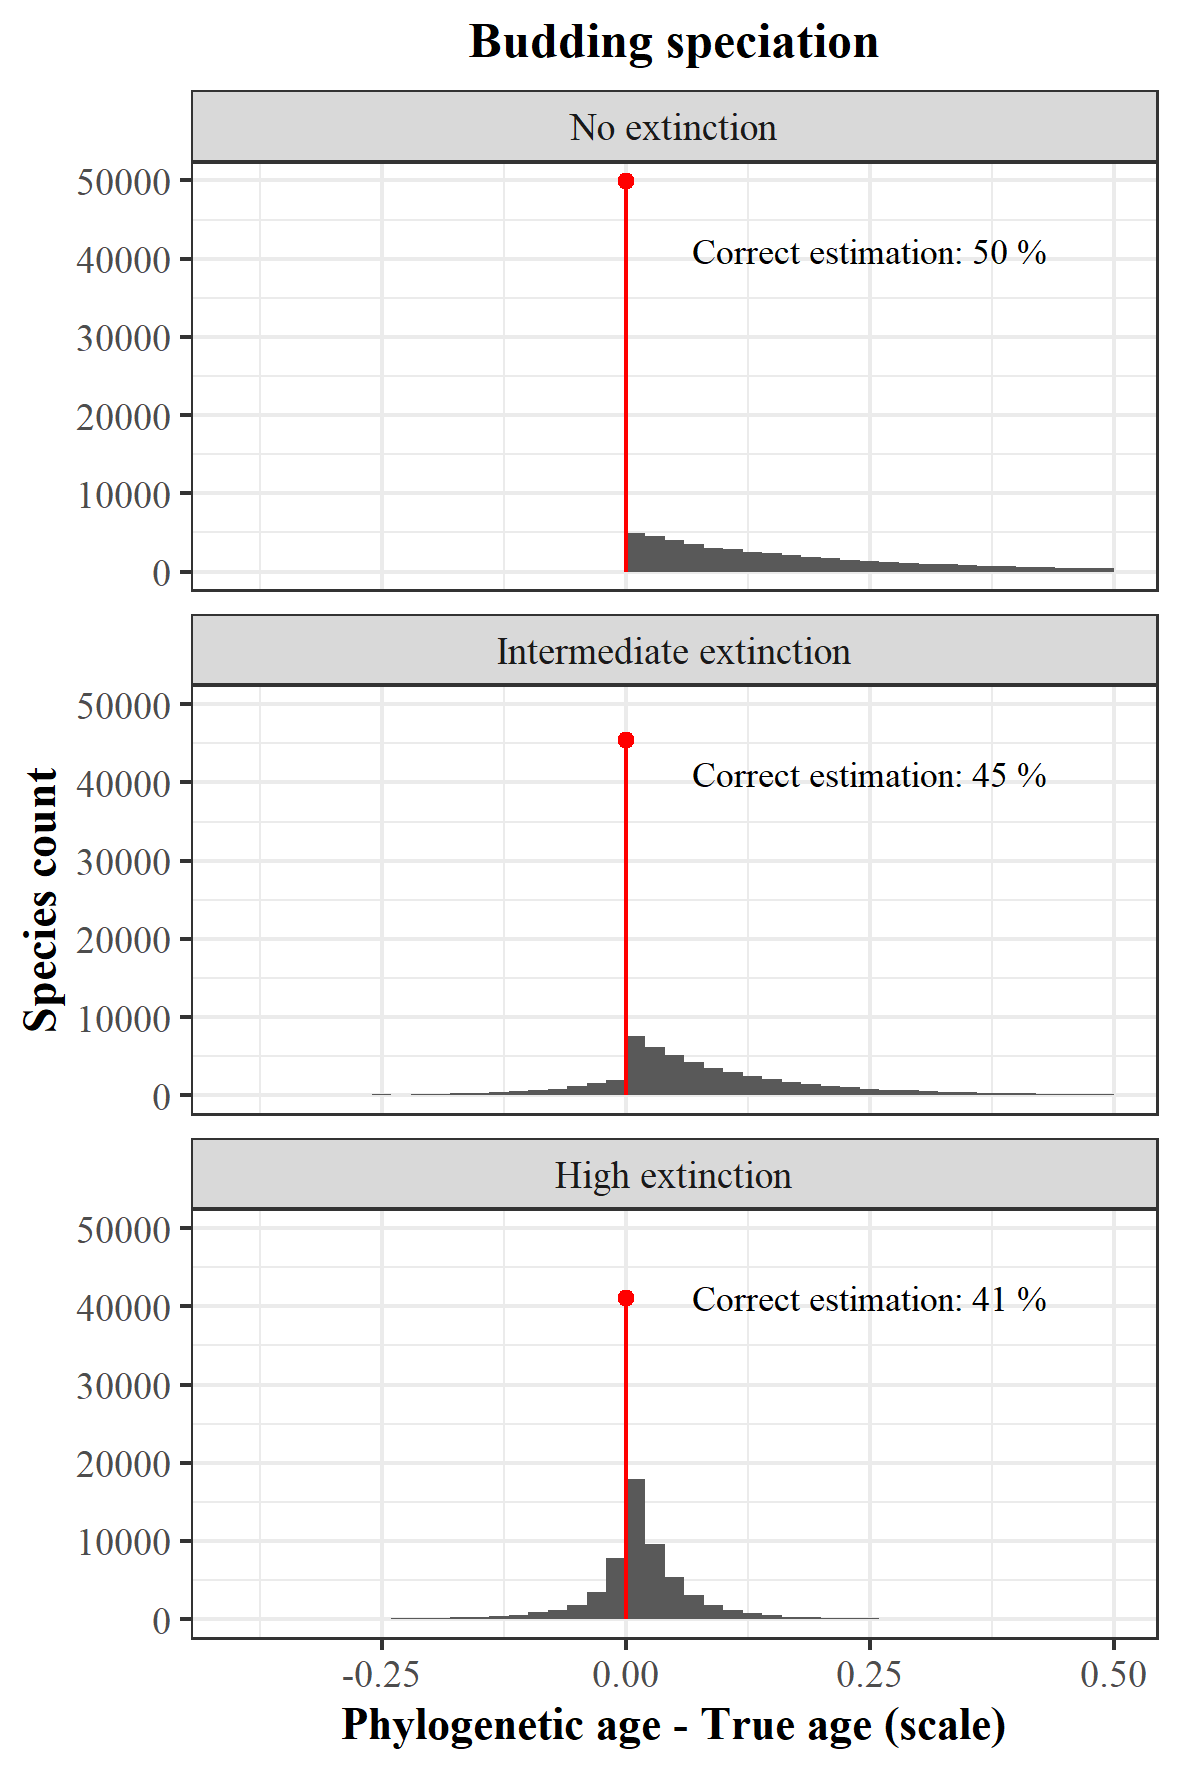 Budding speciation
No extinction
50000
40000
30000
20000
10000
0
Correct estimation: 50 %
Intermediate extinction
50000
40000
30000
20000
10000
0
Correct estimation: 45 %
High extinction
50000
40000
30000
20000
10000
0
Correct estimation: 41 %
Species count
-0.25 0.00 0.25 0.50
Phylogenetic age - True age (scale)